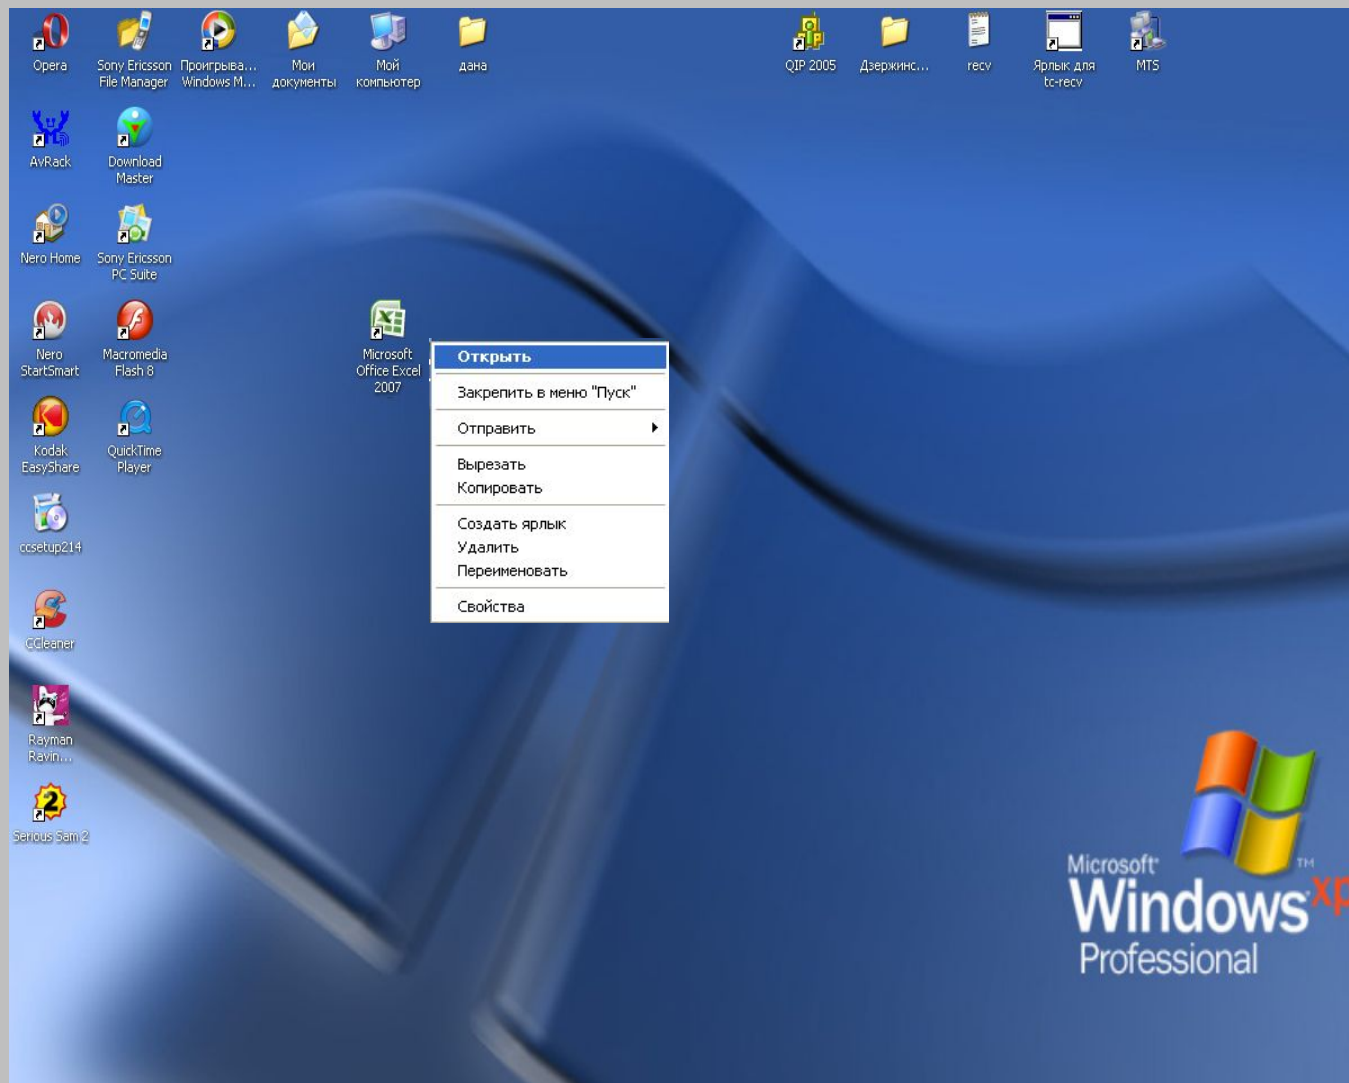 Opera
Sony Ericsson
File Manager
Проигрыва...
Windows M...
Мои
документы
Мой
компьютер
дана
QIP 2005
Дзержинс...
recv
Ярлык для
tc-recv
MTS
AvRack
Download
Master
Nero Home
Sony Ericsson
PC Suite
Nero
StartSmart
Macromedia
Flash 8
Microsoft
Office Excel
2007
Открыть
Закрепить в меню "Пуск"
Отправить
Вырезать
Копировать
Создать ярлык
Удалить
Переименовать
Свойства
Kodak
EasyShare
QuickTime
Player
ccsetup214
CCleaner
Rayman
Ravin...
2
Serious Sam 2
Microsoft
Windows xp
TM
Professional